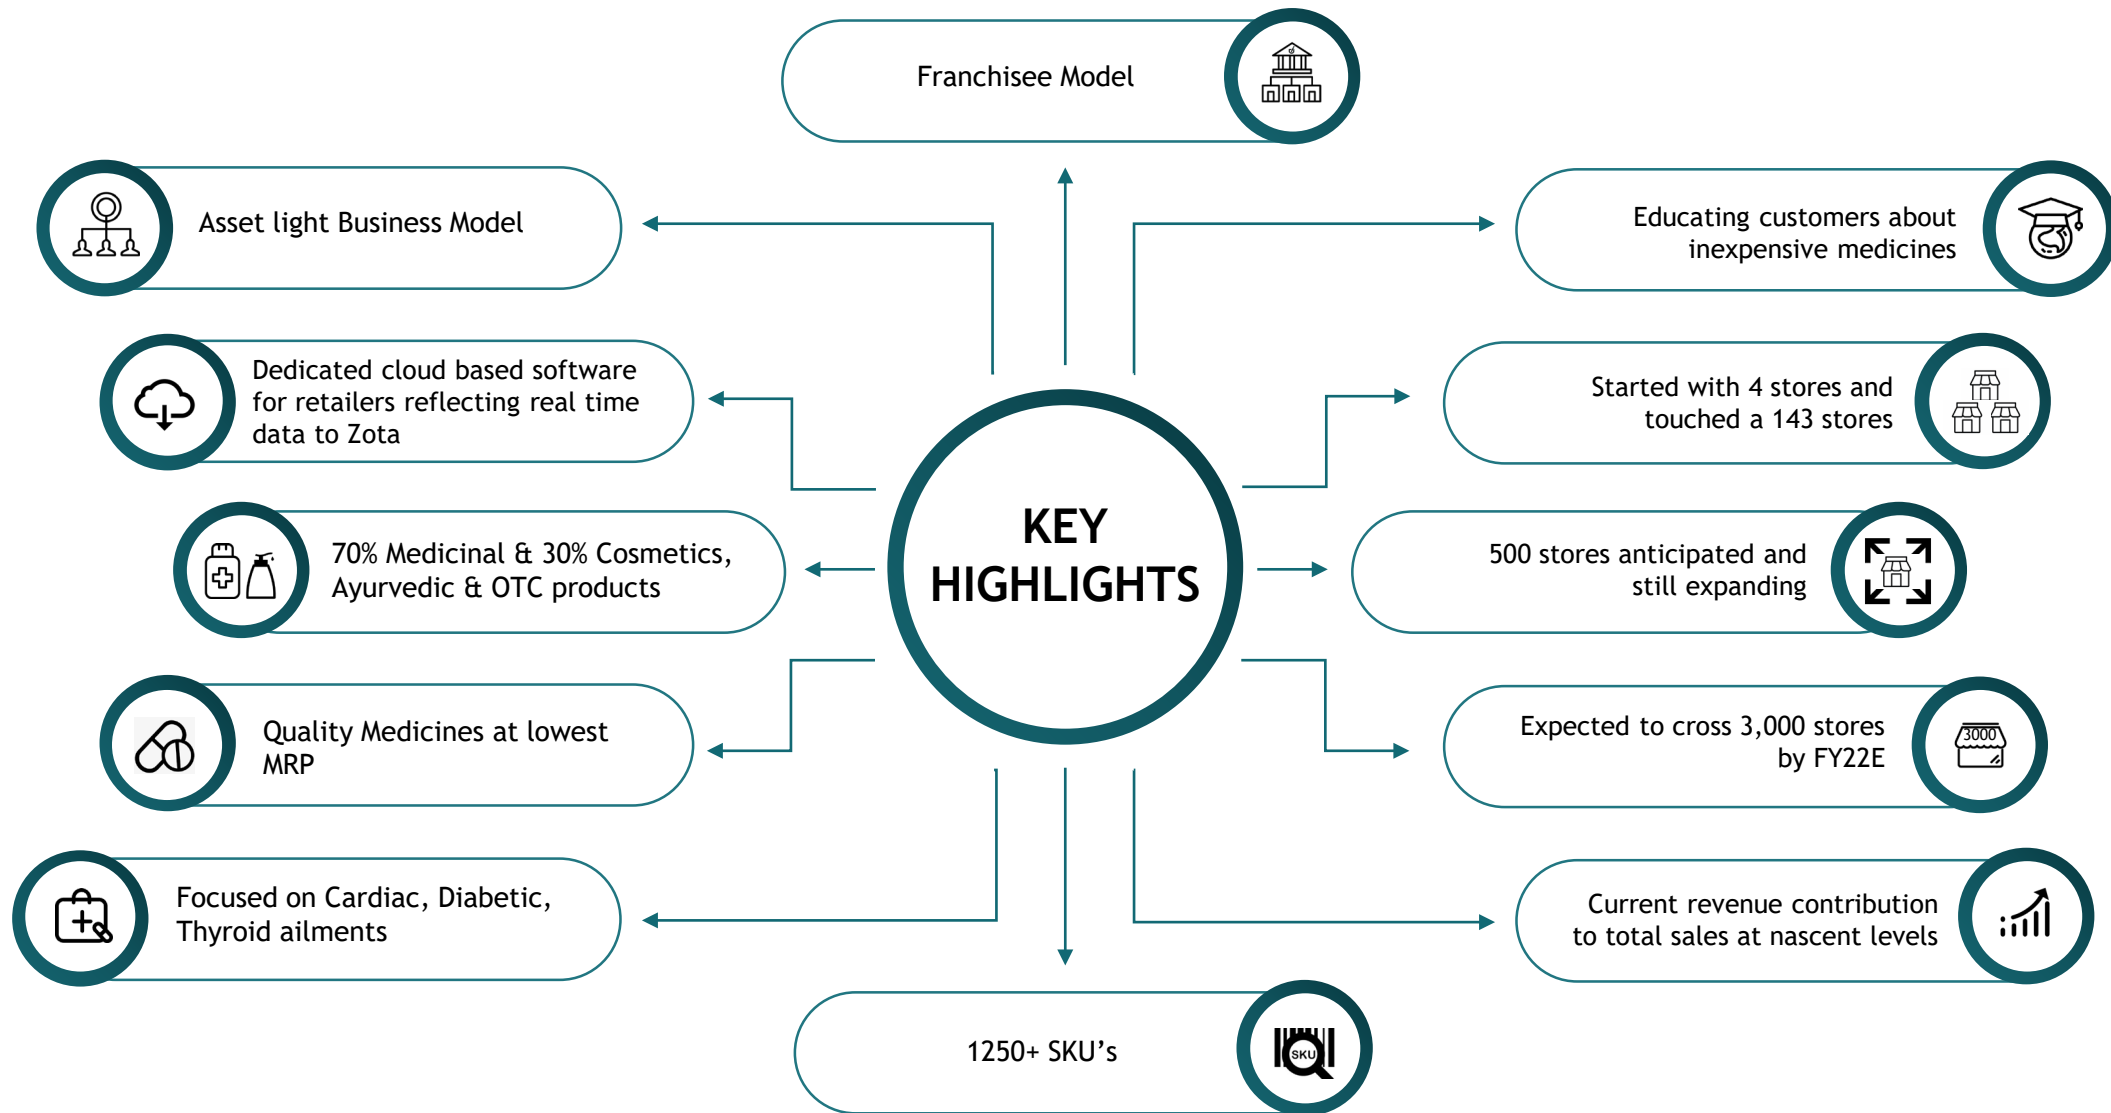 Franchisee Model
Asset light Business Model
Educating customers about
inexpensive medicines
Dedicated cloud based software
for retailers reflecting real time
data to Zota
Started with 4 stores and
touched a 143 stores
KEY
HIGHLIGHTS
70% Medicinal & 30% Cosmetics,
Ayurvedic & OTC products
500 stores anticipated and
still expanding
Quality Medicines at lowest
MRP
Expected to cross 3,000 stores
by FY22E
3000
Focused on Cardiac, Diabetic,
Thyroid ailments
Current revenue contribution
to total sales at nascent levels
1250+ SKU’s
SKU